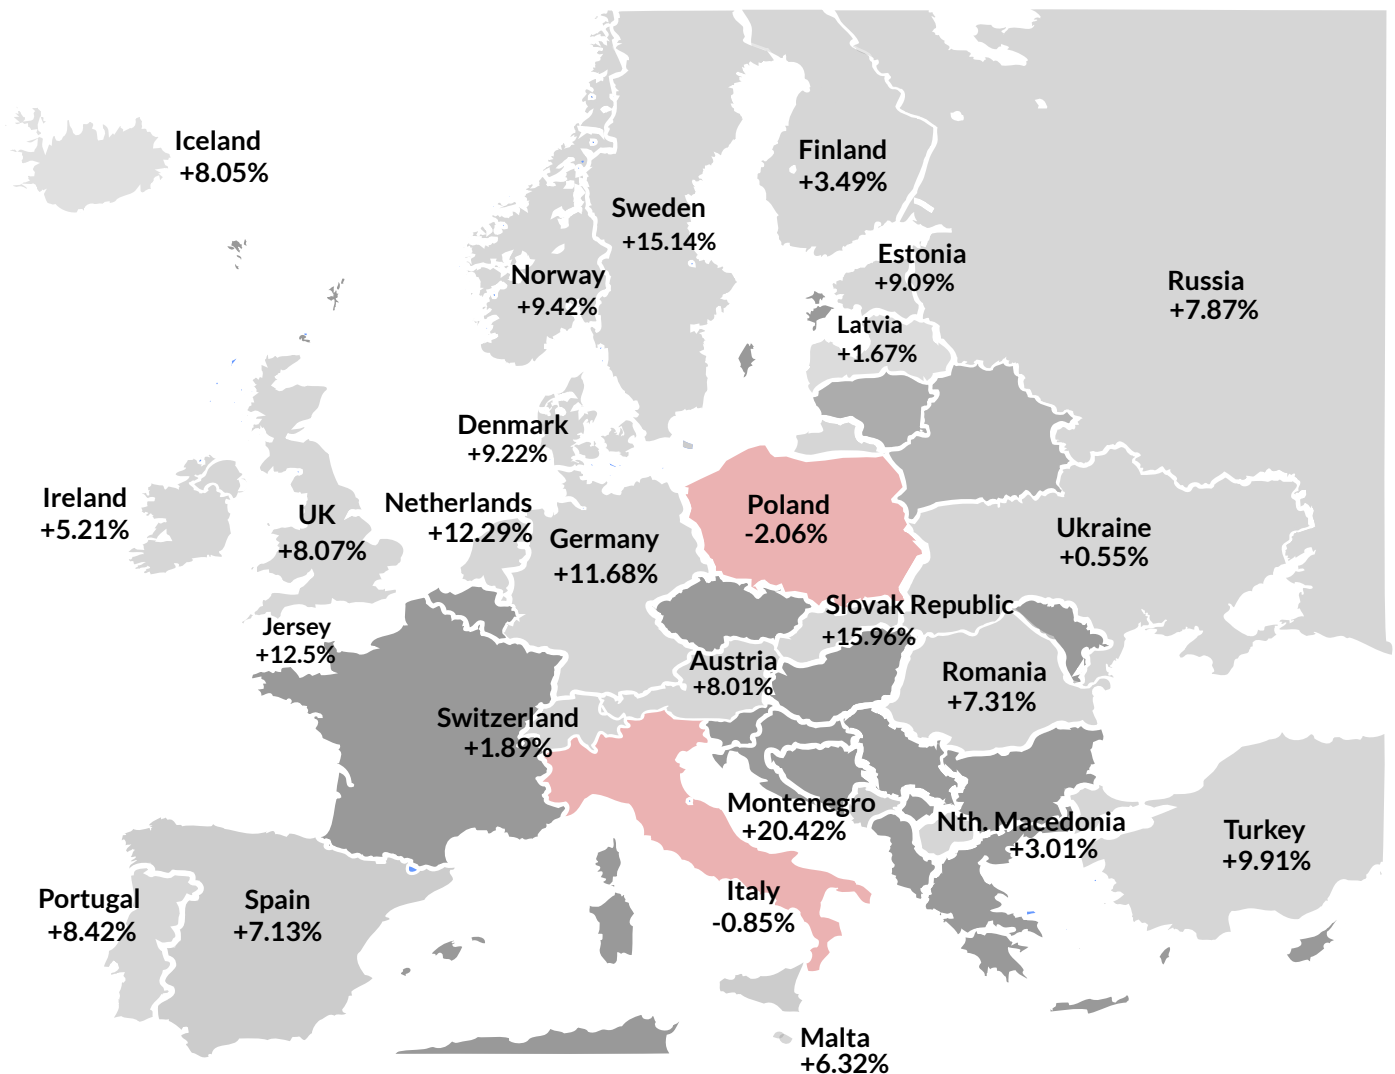 Iceland
+8.05%
Finland
+3.49%
Sweden
+15.14%
Norway
+9.42%
Estonia
+9.09%
Russia
+7.87%
Latvia
+1.67%
Denmark
+9.22%
Ireland
+5.21%
UK
+8.07%
Netherlands
+12.29%
Germany
+11.68%
Poland
-2.06%
Ukraine
+0.55%
Jersey
+12.5%
Slovak Republic
+15.96%
Austria
+8.01%
Romania
+7.31%
Switzerland
+1.89%
Montenegro
+20.42%
Nth. Macedonia
+3.01%
Turkey
+9.91%
Portugal
+8.42%
Spain
+7.13%
Italy
-0.85%
Malta
+6.32%